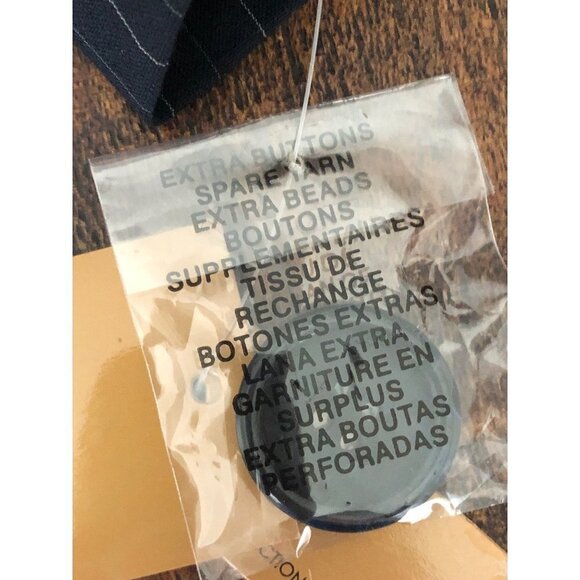 EXTRA BUTTONS
SPARE YARN
EXTRA BEADS
BOUTONS
SUPPLEMENTAIRES
TISSU DE
RECHANGE
BOTONES EXTRAS
LANA EXTRA
GARNITURE EN
SURPLUS
EXTRA BOUTAS
PERFORADAS
CTION